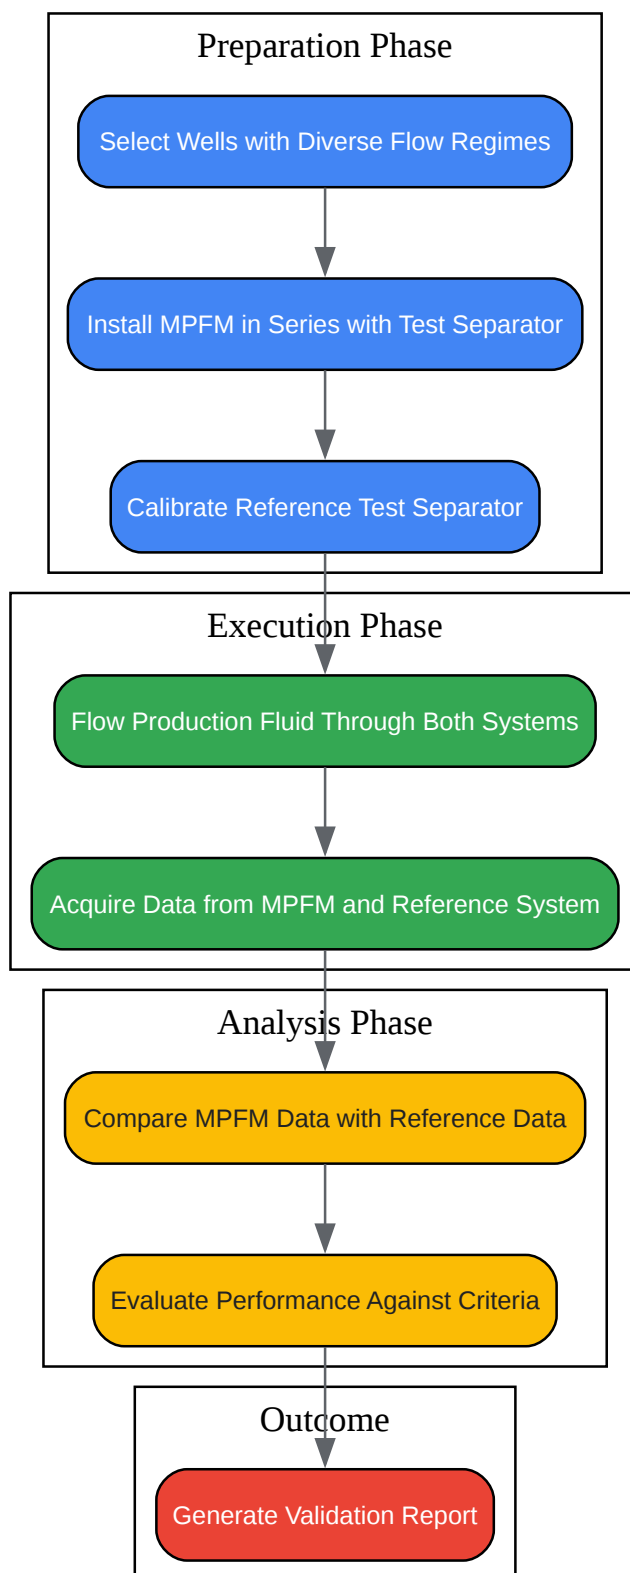 Preparation Phase
Select Wells with Diverse Flow Regimes
Install MPFM in Series with Test Separator
Calibrate Reference Test Separator
Execution Phase
Flow Production Fluid Through Both Systems
Acquire Data from MPFM and Reference System
Analysis Phase
Compare MPFM Data with Reference Data
Evaluate Performance Against Criteria
Outcome
Generate Validation Report